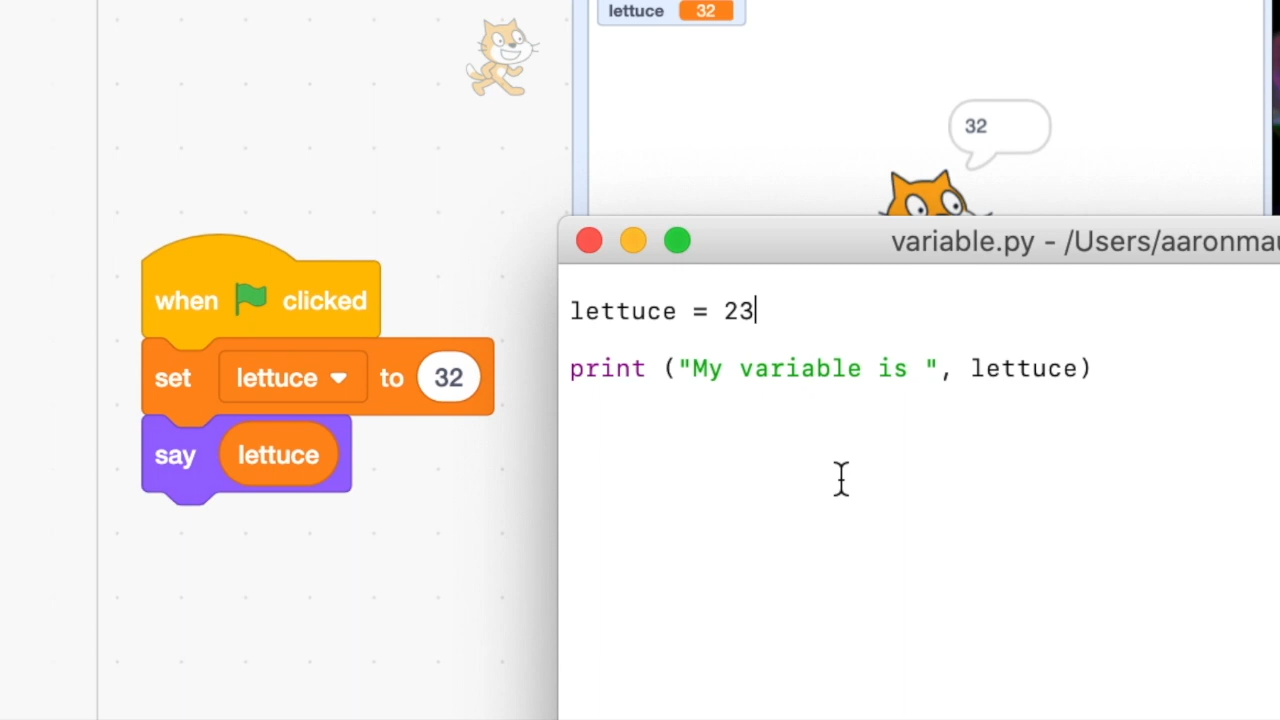 lettuce 32
32
when clicked
set lettuce to 32
say lettuce
variable.py - /Users/aaronmau
lettuce = 23
print ("My variable is ", lettuce)